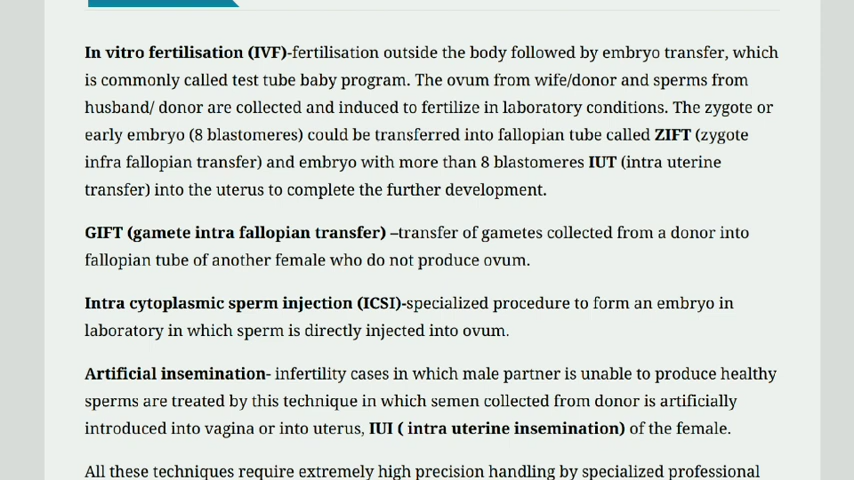 In vitro fertilisation (IVF)-fertilisation outside the body followed by embryo transfer, which
is commonly called test tube baby program. The ovum from wife/donor and sperms from
husband/ donor are collected and induced to fertilize in laboratory conditions. The zygote or
early embryo (8 blastomeres) could be transferred into fallopian tube called ZIFT (zygote
infra fallopian transfer) and embryo with more than 8 blastomeres IUT (intra uterine
transfer) into the uterus to complete the further development.
GIFT (gamete intra fallopian transfer) –transfer of gametes collected from a donor into
fallopian tube of another female who do not produce ovum.
Intra cytoplasmic sperm injection (ICSI)-specialized procedure to form an embryo in
laboratory in which sperm is directly injected into ovum.
Artificial insemination- infertility cases in which male partner is unable to produce healthy
sperms are treated by this technique in which semen collected from donor is artificially
introduced into vagina or into uterus, IUI ( intra uterine insemination) of the female.
All these techniques require extremely high precision handling by specialized professional